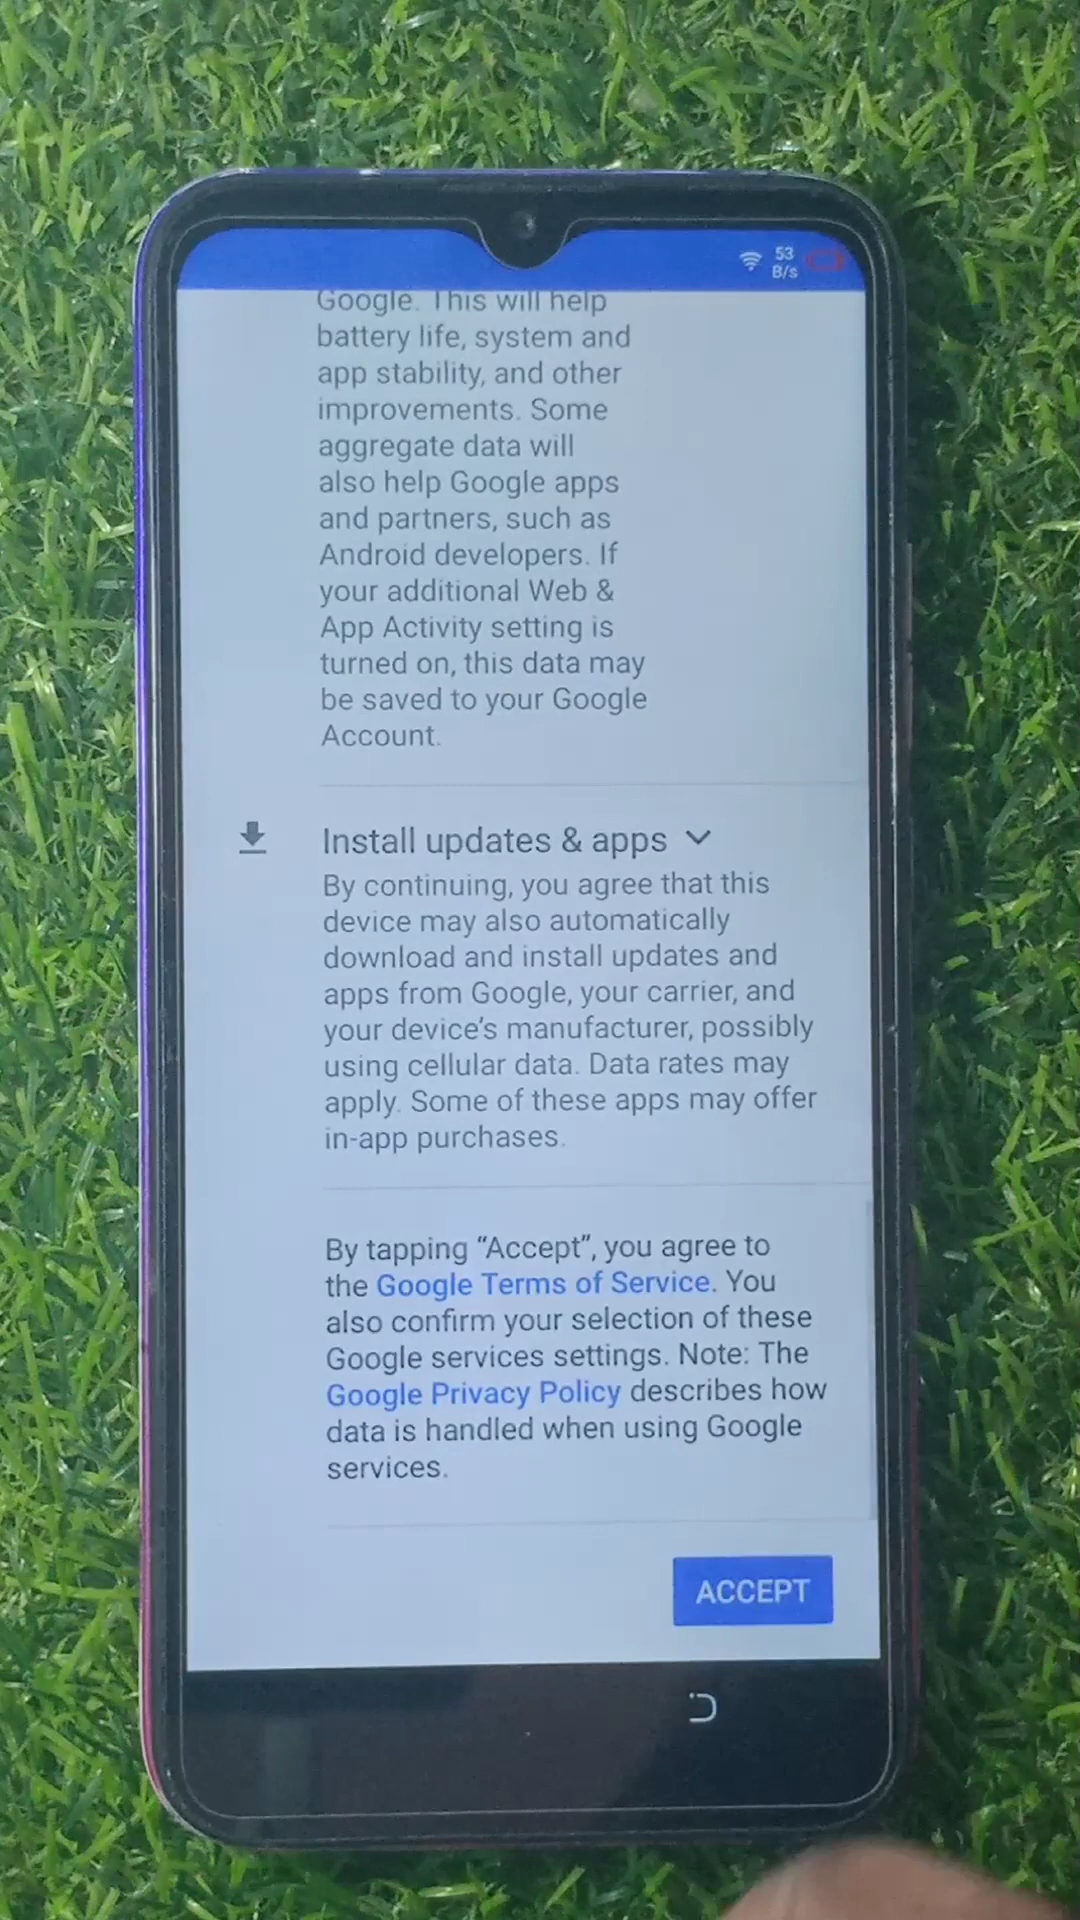 53
B/s
Google. This will help
battery life, system and
app stability, and other
improvements. Some
aggregate data will
also help Google apps
and partners, such as
Android developers. If
your additional Web &
App Activity setting is
turned on, this data may
be saved to your Google
Account.
Install updates & apps
By continuing, you agree that this
device may also automatically
download and install updates and
apps from Google, your carrier, and
your device’s manufacturer, possibly
using cellular data. Data rates may
apply. Some of these apps may offer
in-app purchases.
By tapping “Accept”, you agree to
the Google Terms of Service. You
also confirm your selection of these
Google services settings. Note: The
Google Privacy Policy describes how
data is handled when using Google
services.
ACCEPT